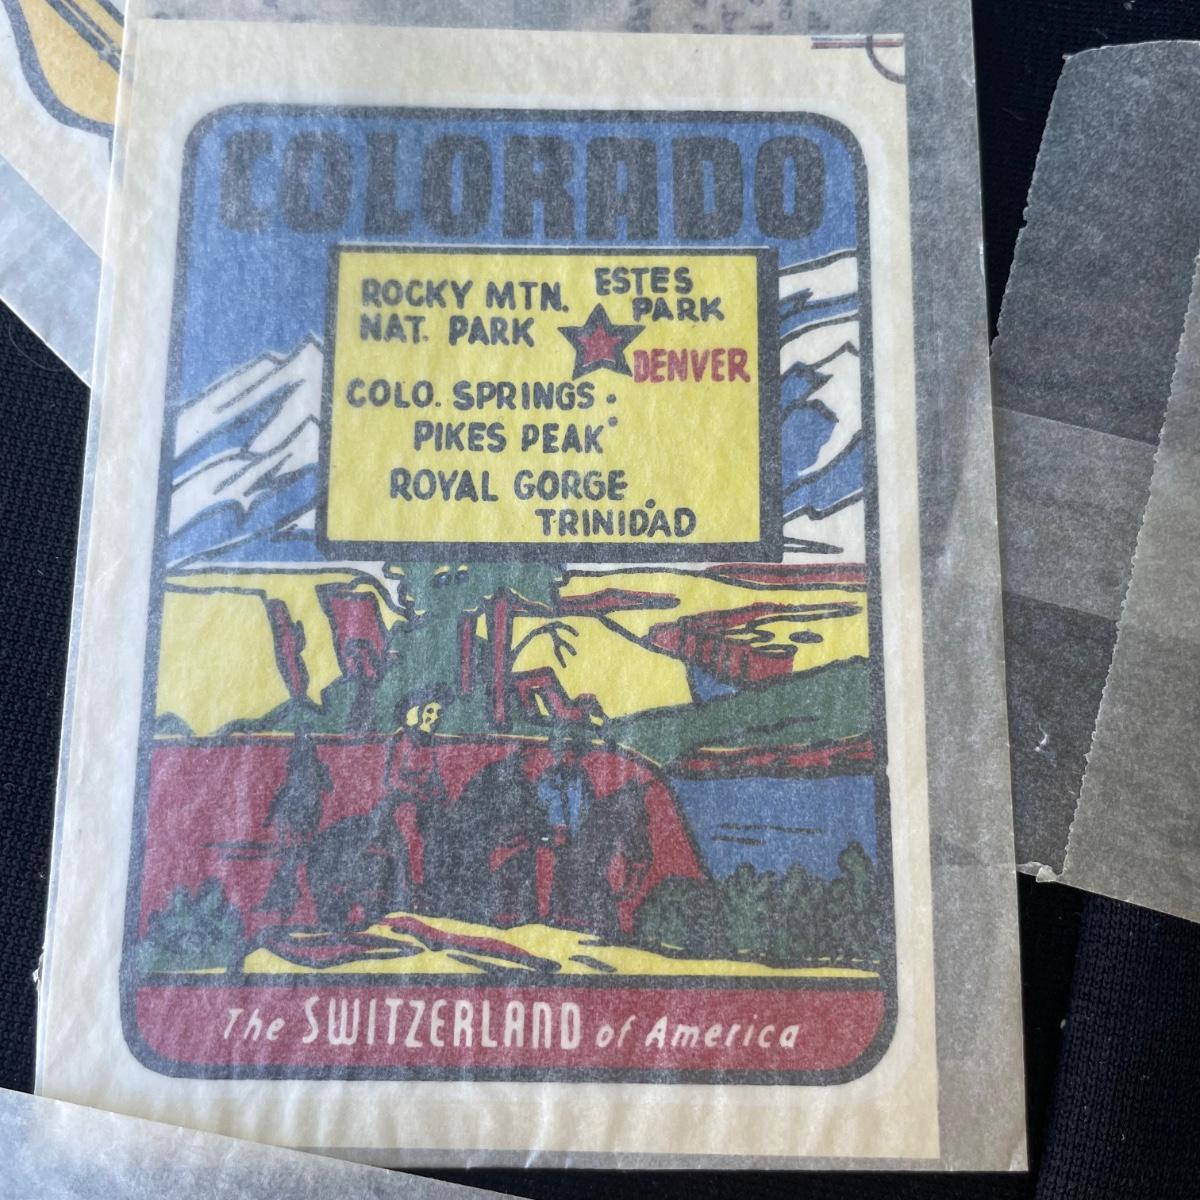 COLORADO
ROCKY MTN.
NAT. PARK
ESTES
PARK
DENVER
COLO. SPRINGS
PIKES PEAK
ROYAL GORGE
TRINIDAD
The SWITZERLAND of America